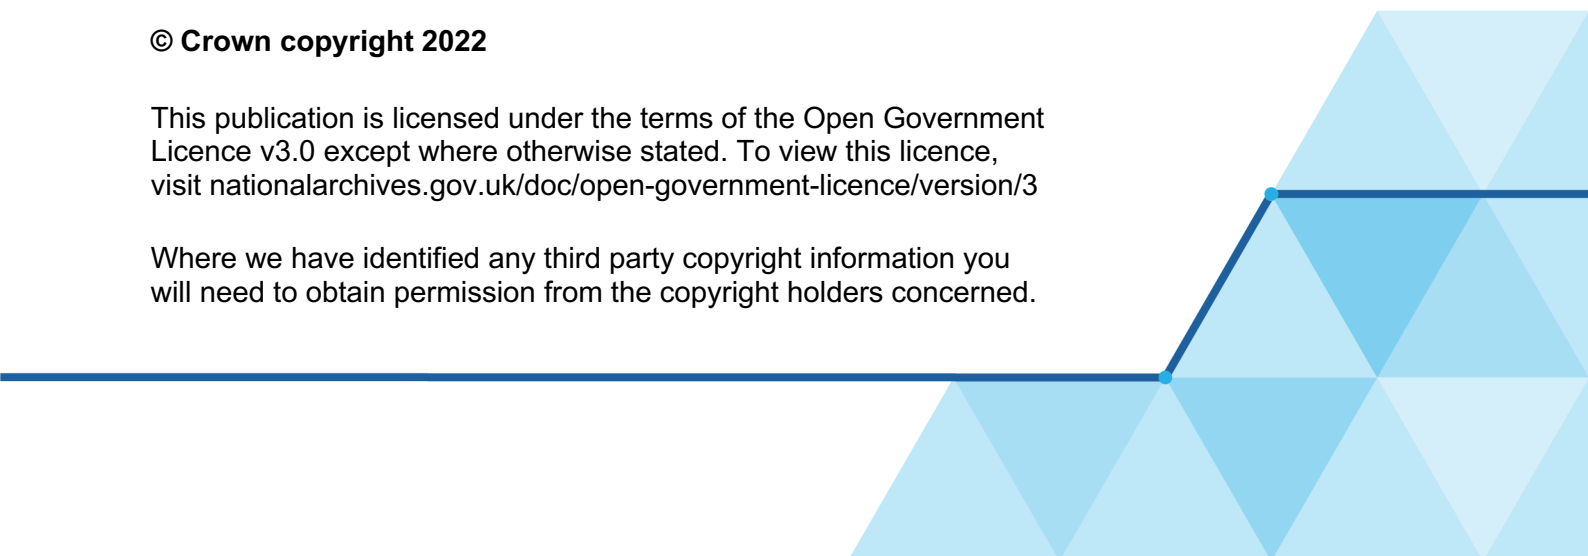 © Crown copyright 2022
This publication is licensed under the terms of the Open Government
Licence v3.0 except where otherwise stated. To view this licence,
visit nationalarchives.gov.uk/doc/open-government-licence/version/3
Where we have identified any third party copyright information you
will need to obtain permission from the copyright holders concerned.